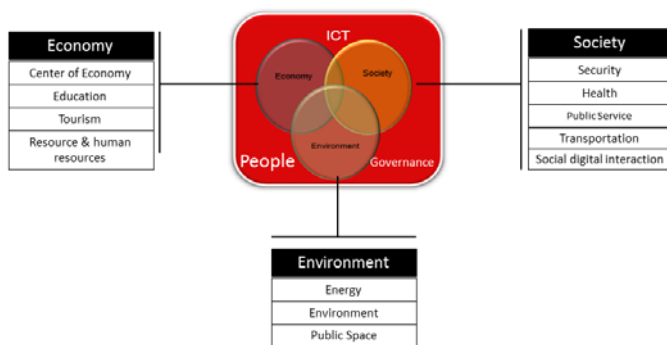 Economy
Center of Economy
Education
Tourism
Resource & human
resources
ICT
Economy
Society
Environment
People
Governance
Society
Security
Health
Public Service
Transportation
Social digital interaction
Environment
Energy
Environment
Public Space